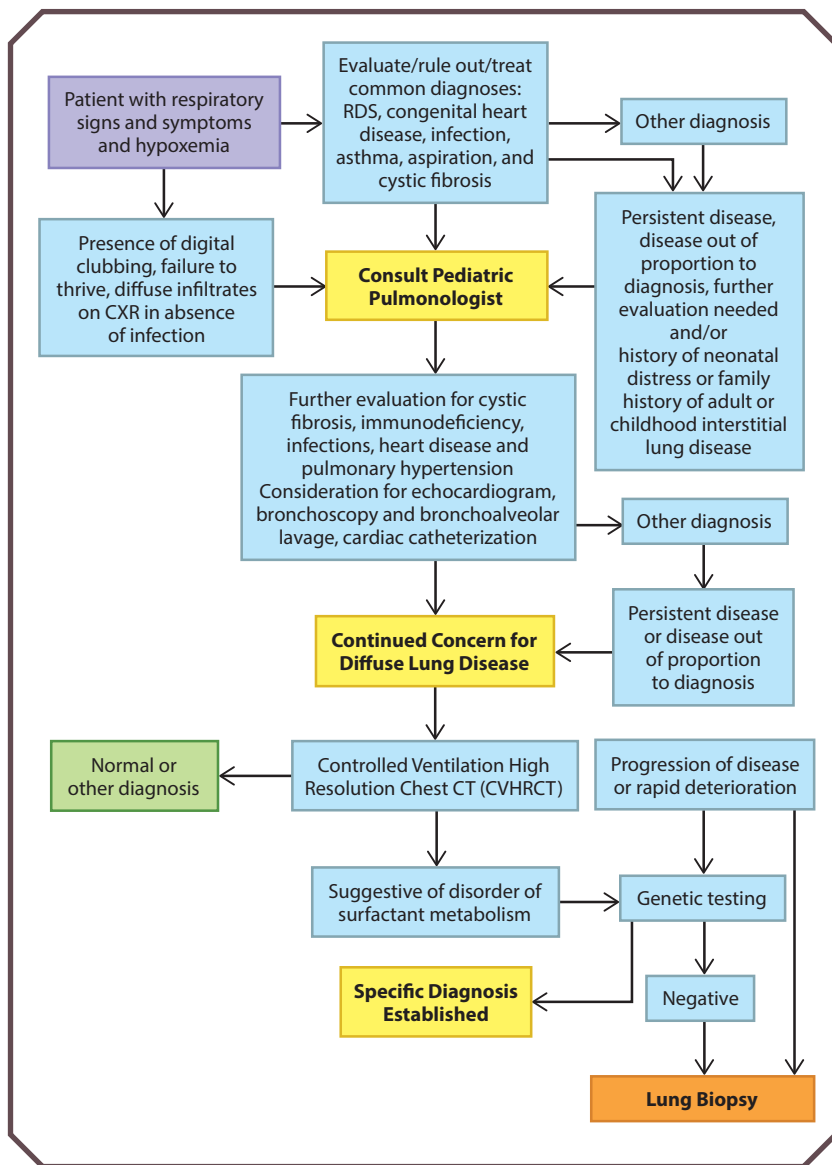 Patient with respiratory
signs and symptoms
and hypoxemia
Evaluate/rule out/treat
common diagnoses:
RDS, congenital heart
disease, infection,
asthma, aspiration, and
cystic fibrosis
Other diagnosis
Presence of digital
clubbing, failure to
thrive, diffuse infiltrates
on CXR in absence
of infection
Consult Pediatric
Pulmonologist
Persistent disease,
disease out of
proportion to
diagnosis, further
evaluation needed
and/or
history of neonatal
distress or family
history of adult or
childhood interstitial
lung disease
Further evaluation for cystic
fibrosis, immunodeficiency,
infections, heart disease and
pulmonary hypertension
Consideration for echocardiogram,
bronchoscopy and bronchoalveolar
lavage, cardiac catheterization
Other diagnosis
Persistent disease
or disease out
of proportion
to diagnosis
Continued Concern for
Diffuse Lung Disease
Normal or
other diagnosis
Controlled Ventilation High
Resolution Chest CT (CVHRCT)
Progression of disease
or rapid deterioration
Suggestive of disorder of
surfactant metabolism
Genetic testing
Specific Diagnosis
Established
Negative
Lung Biopsy